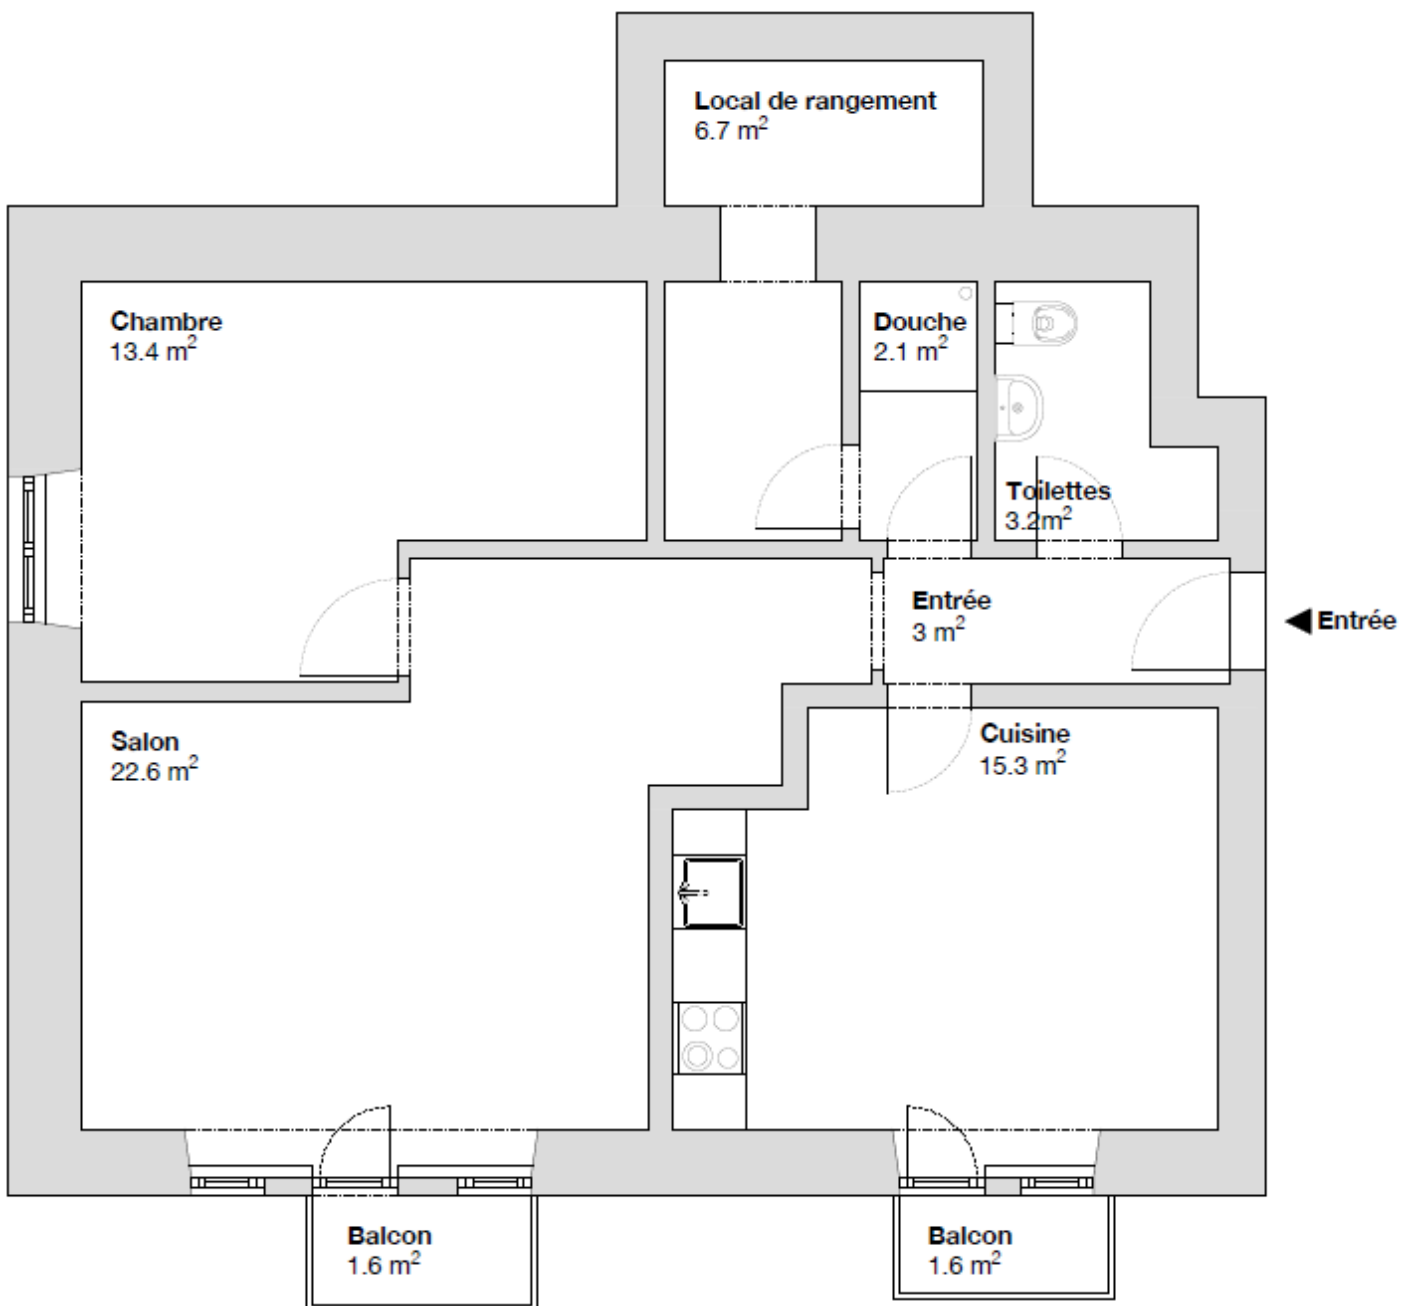 Local de rangement
6.7 m²
Chambre
13.4 m²
Douche
2.1 m²
Toilettes
3.2m²
Entrée
3 m²
Entrée
Salon
22.6 m²
Cuisine
15.3 m²
Balcon
1.6 m²
Balcon
1.6 m²